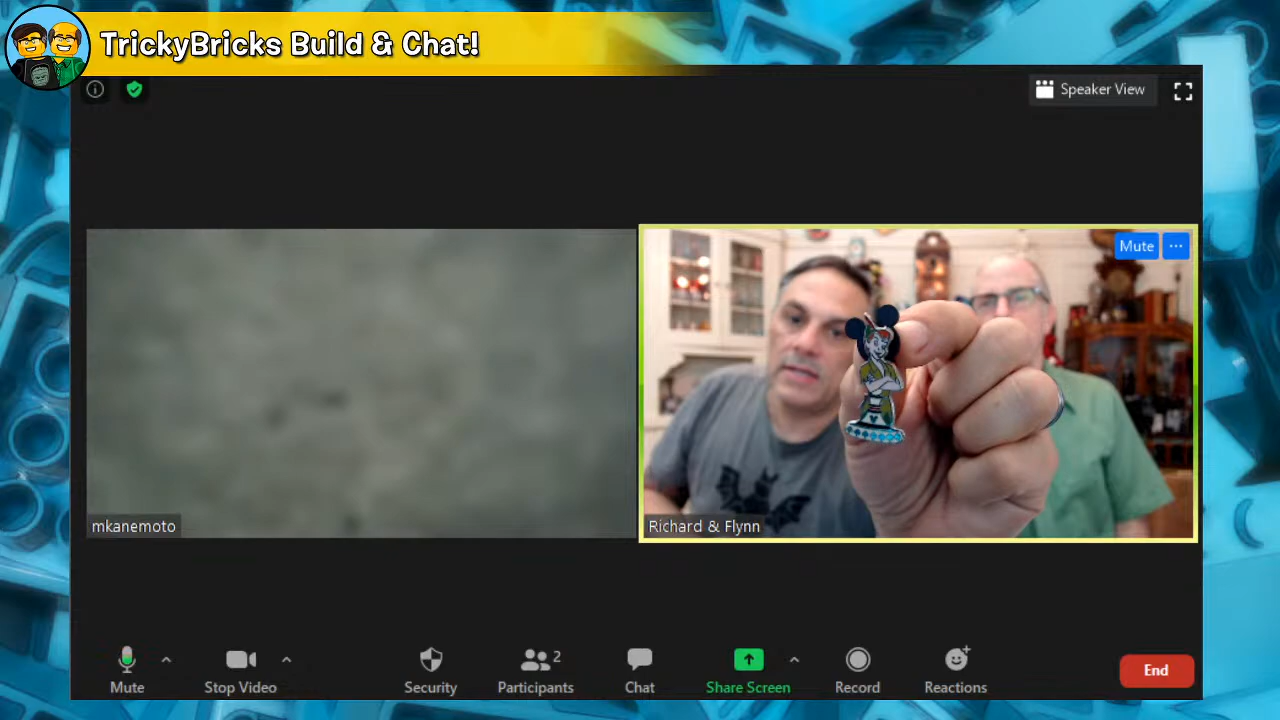 TrickyBricks Build & Chat!
Speaker View
Mute
mkanemoto
Richard & Flynn
Mute
Stop Video
Security
Participants
2
Chat
Share Screen
Record
Reactions
End